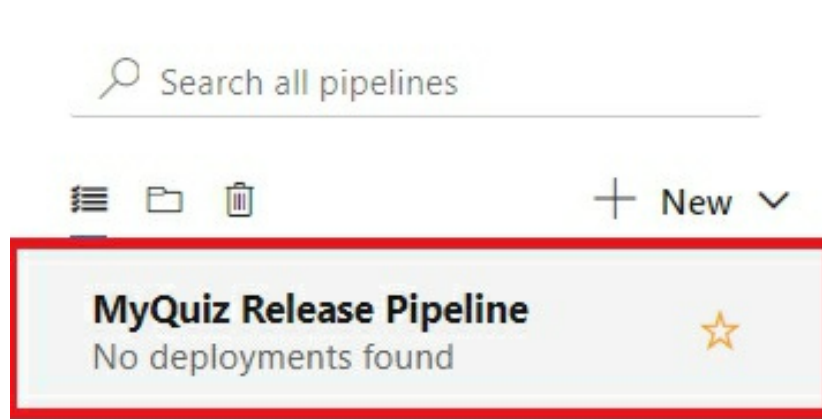 Search all pipelines
New
MyQuiz Release Pipeline
No deployments found